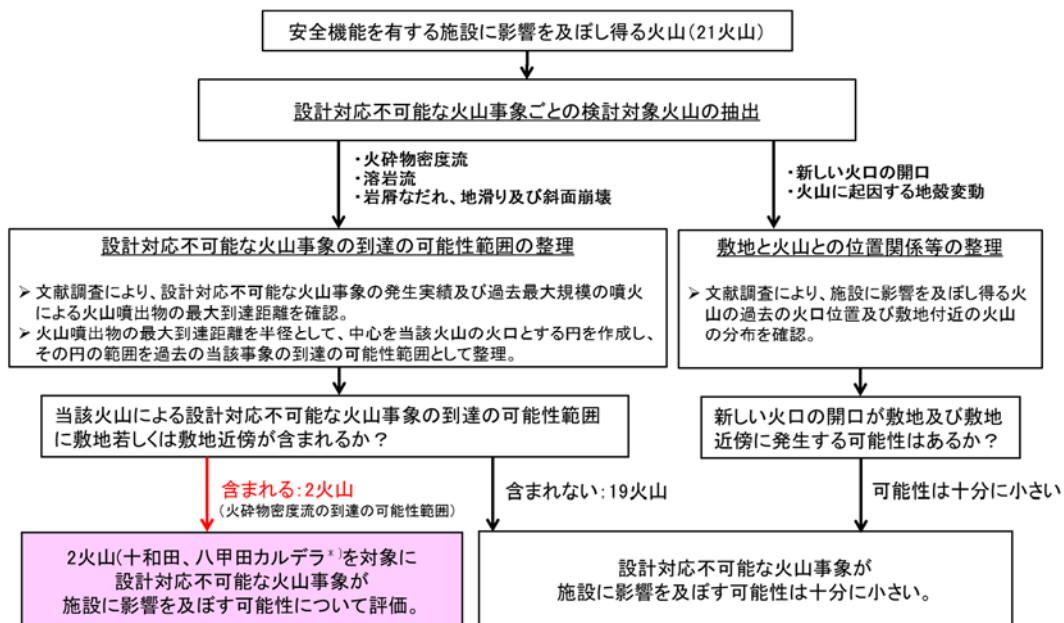 安全機能を有する施設に影響を及ぼし得る火山(21火山)
設計対応不可能な火山事象ごとの検討対象火山の抽出
・火砕物密度流
・溶岩流
・岩屑なだれ、地滑り及び斜面崩壊
・新しい火口の開口
・火山に起因する地殻変動
設計対応不可能な火山事象の到達の可能性範囲の整理
➢ 文献調査により、設計対応不可能な火山事象の発生実績及び過去最大規模の噴火
による火山噴出物の最大到達距離を確認。
➢ 火山噴出物の最大到達距離を半径として、中心を当該火山の火口とする円を作成し、
その円の範囲を過去の当該事象の到達の可能性範囲として整理。
敷地と火山との位置関係等の整理
➢ 文献調査により、施設に影響を及ぼし得る火
山の過去の火口位置及び敷地付近の火山
の分布を確認。
当該火山による設計対応不可能な火山事象の到達の可能性範囲
に敷地若しくは敷地近傍が含まれるか?
新しい火口の開口が敷地及び敷地
近傍に発生する可能性はあるか?
含まれる:2火山
(火砕物密度流の到達の可能性範囲)
含まれない:19火山
可能性は十分に小さい
2火山(十和田、八甲田カルデラ※)を対象に
設計対応不可能な火山事象が
施設に影響を及ぼす可能性について評価。
設計対応不可能な火山事象が
施設に影響を及ぼす可能性は十分に小さい。